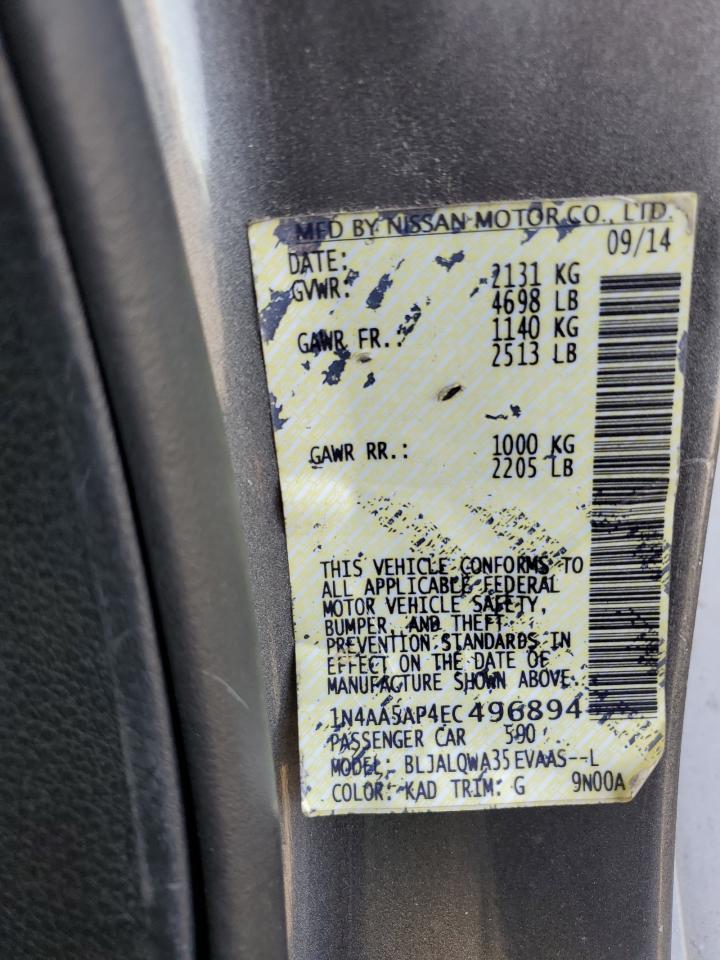 MFD BY NISSAN MOTOR CO., LTD.
DATE: 09/14
GVWR: 2131 KG
4698 LB
GAWR FR.: 1140 KG
2513 LB
GAWR RR.: 1000 KG
2205 LB
THIS VEHICLE CONFORMS TO
ALL APPLICABLE FEDERAL
MOTOR VEHICLE SAFETY,
BUMPER, AND THEFT
PREVENTION STANDARDS IN
EFFECT ON THE DATE OF
MANUFACTURE SHOWN ABOVE.
1N4AA5AP4EC496894
PASSENGER CAR 590
MODEL: BLJALQWA35EVAAS--L
COLOR: KAD TRIM: G 9N00A